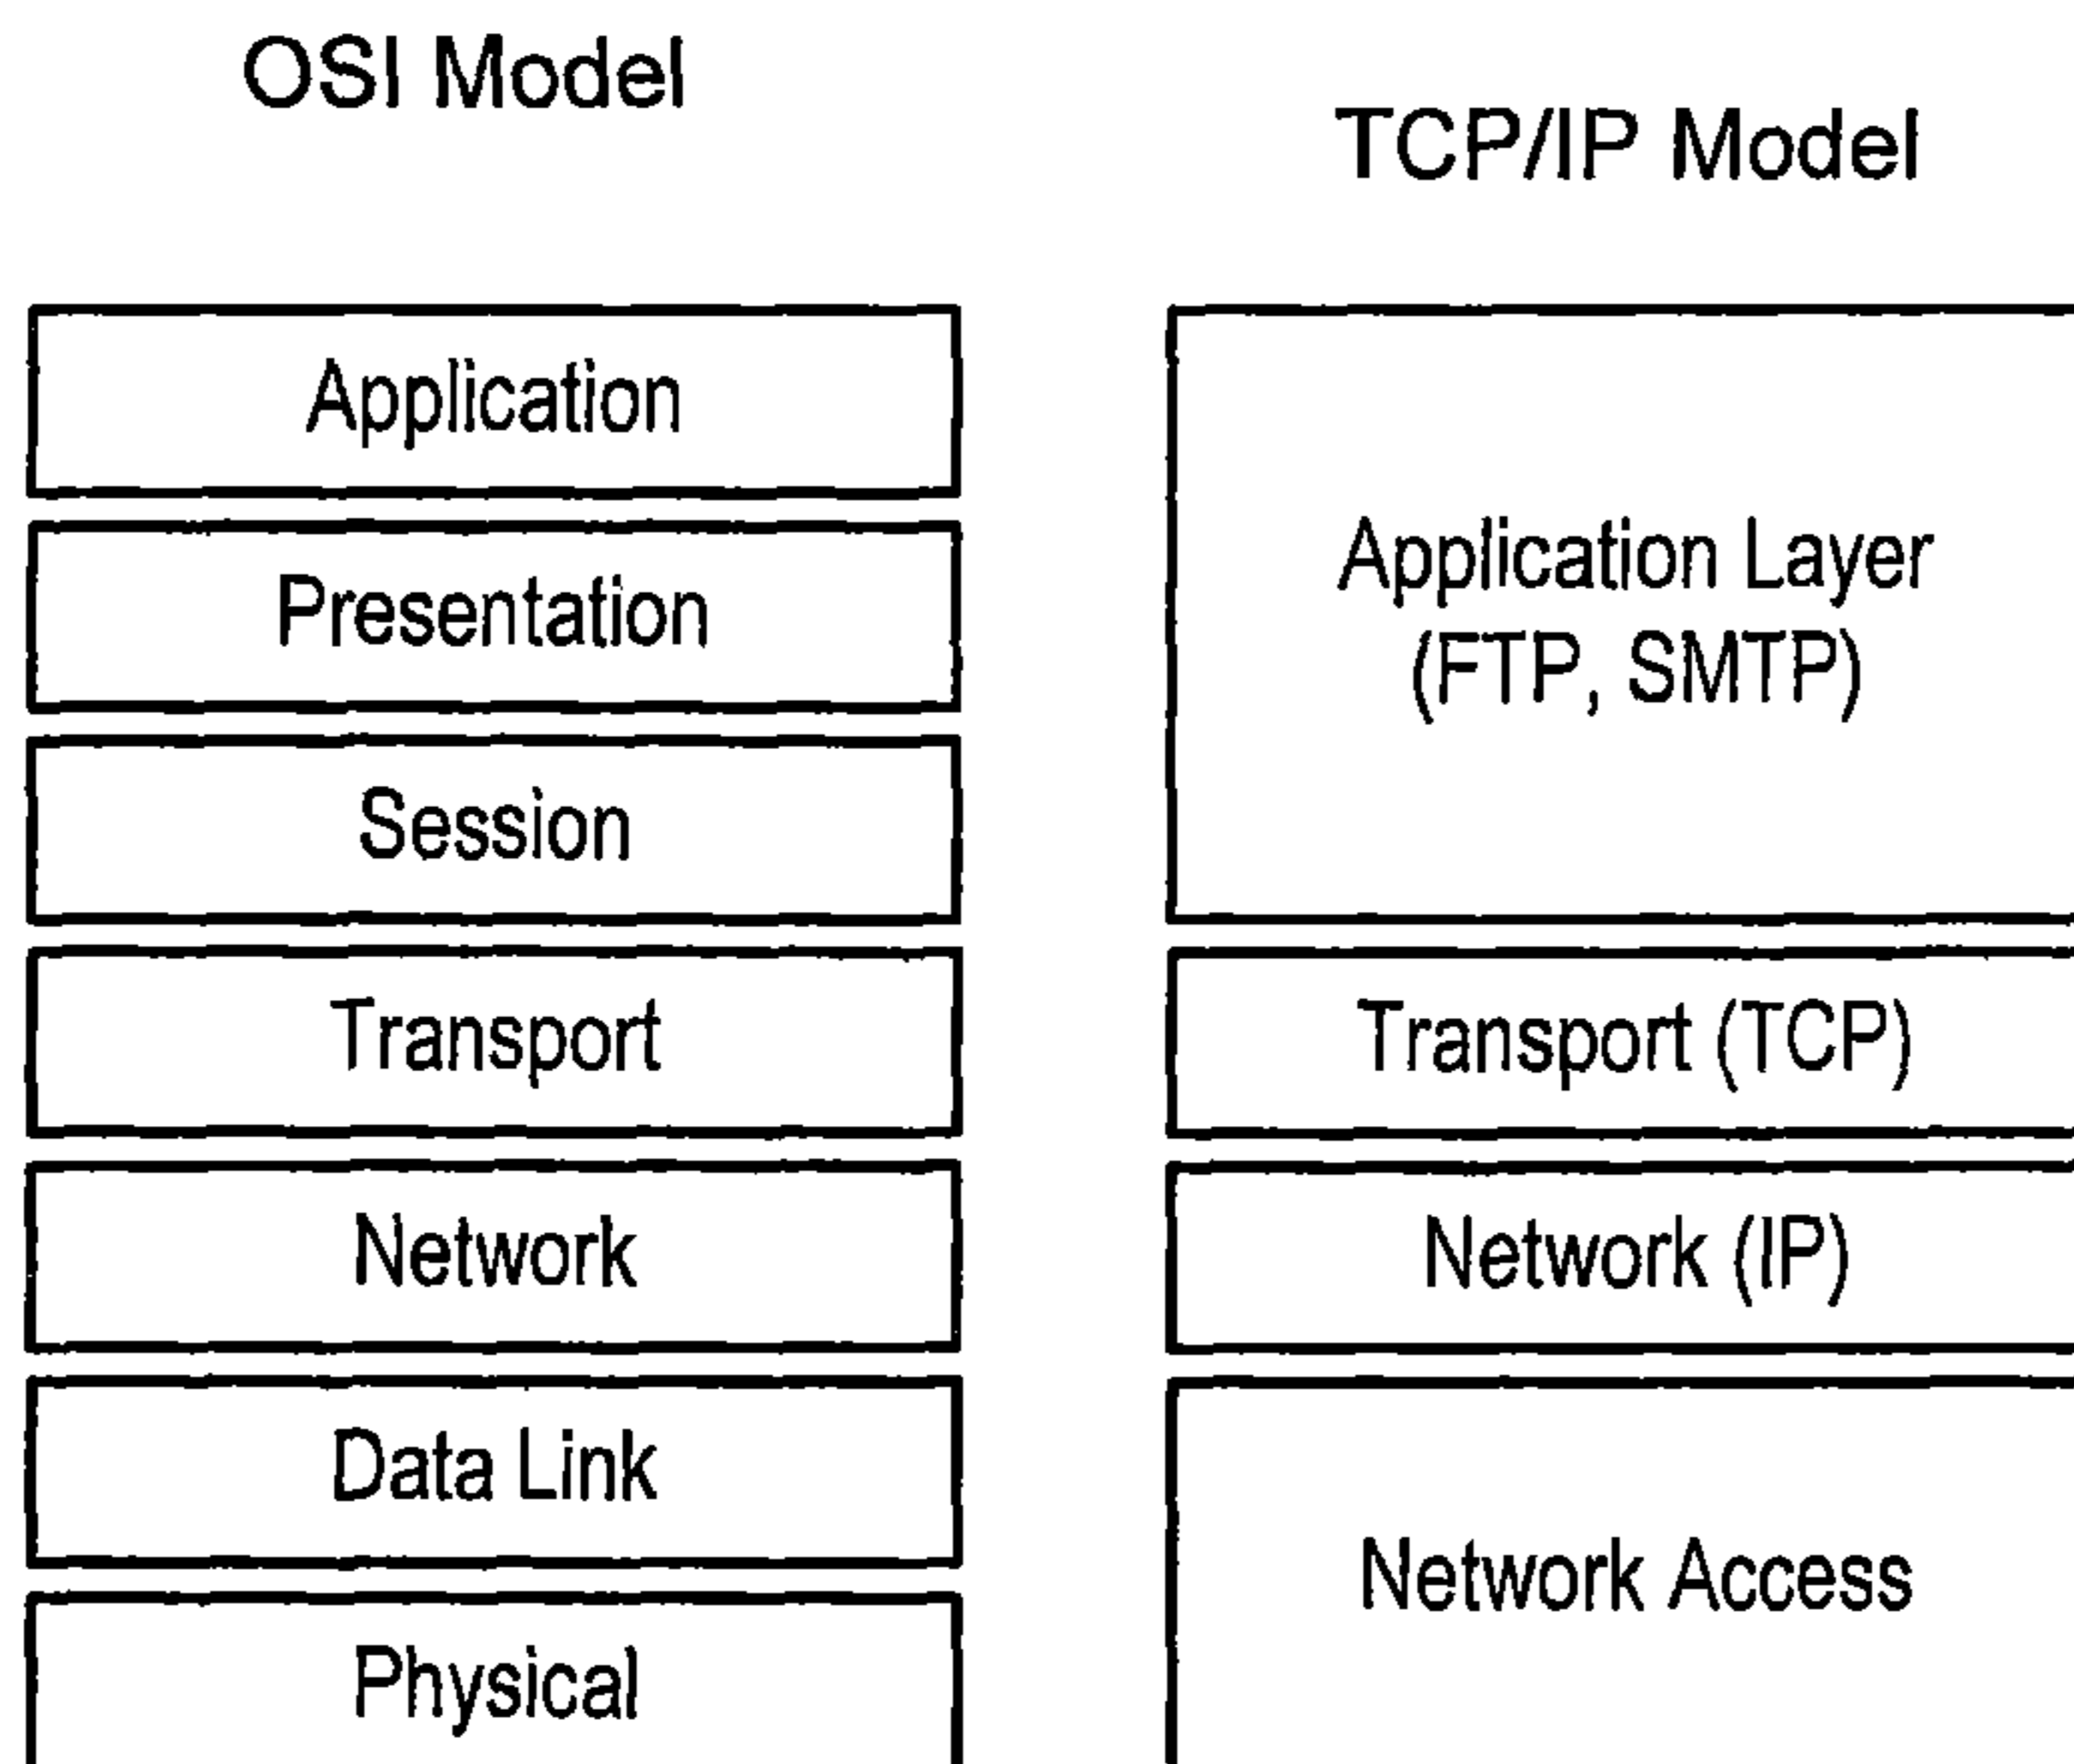 OSI Model
Application
Presentation
Session
Transport
Network
Data Link
Physical
TCP/IP Model
Application Layer
(FTP, SMTP)
Transport (TCP)
Network (IP)
Network Access